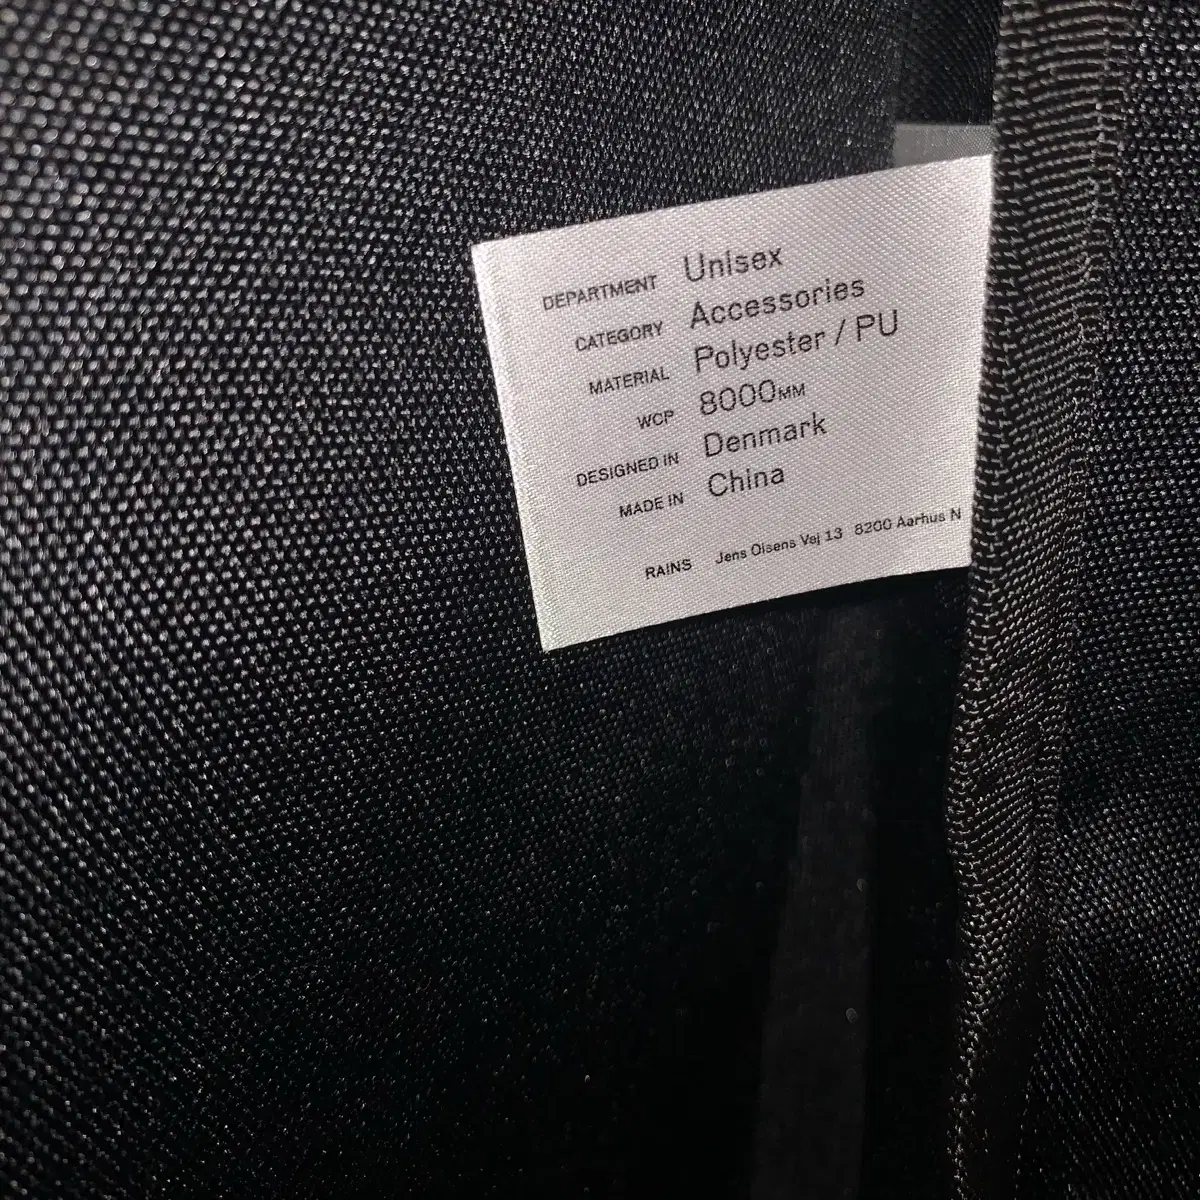 DEPARTMENT Unisex
CATEGORY Accessories
MATERIAL Polyester / PU
WCP 8000MM
DESIGNED IN Denmark
MADE IN China
RAINS Jens Olsens Vej 13 8200 Aarhus N